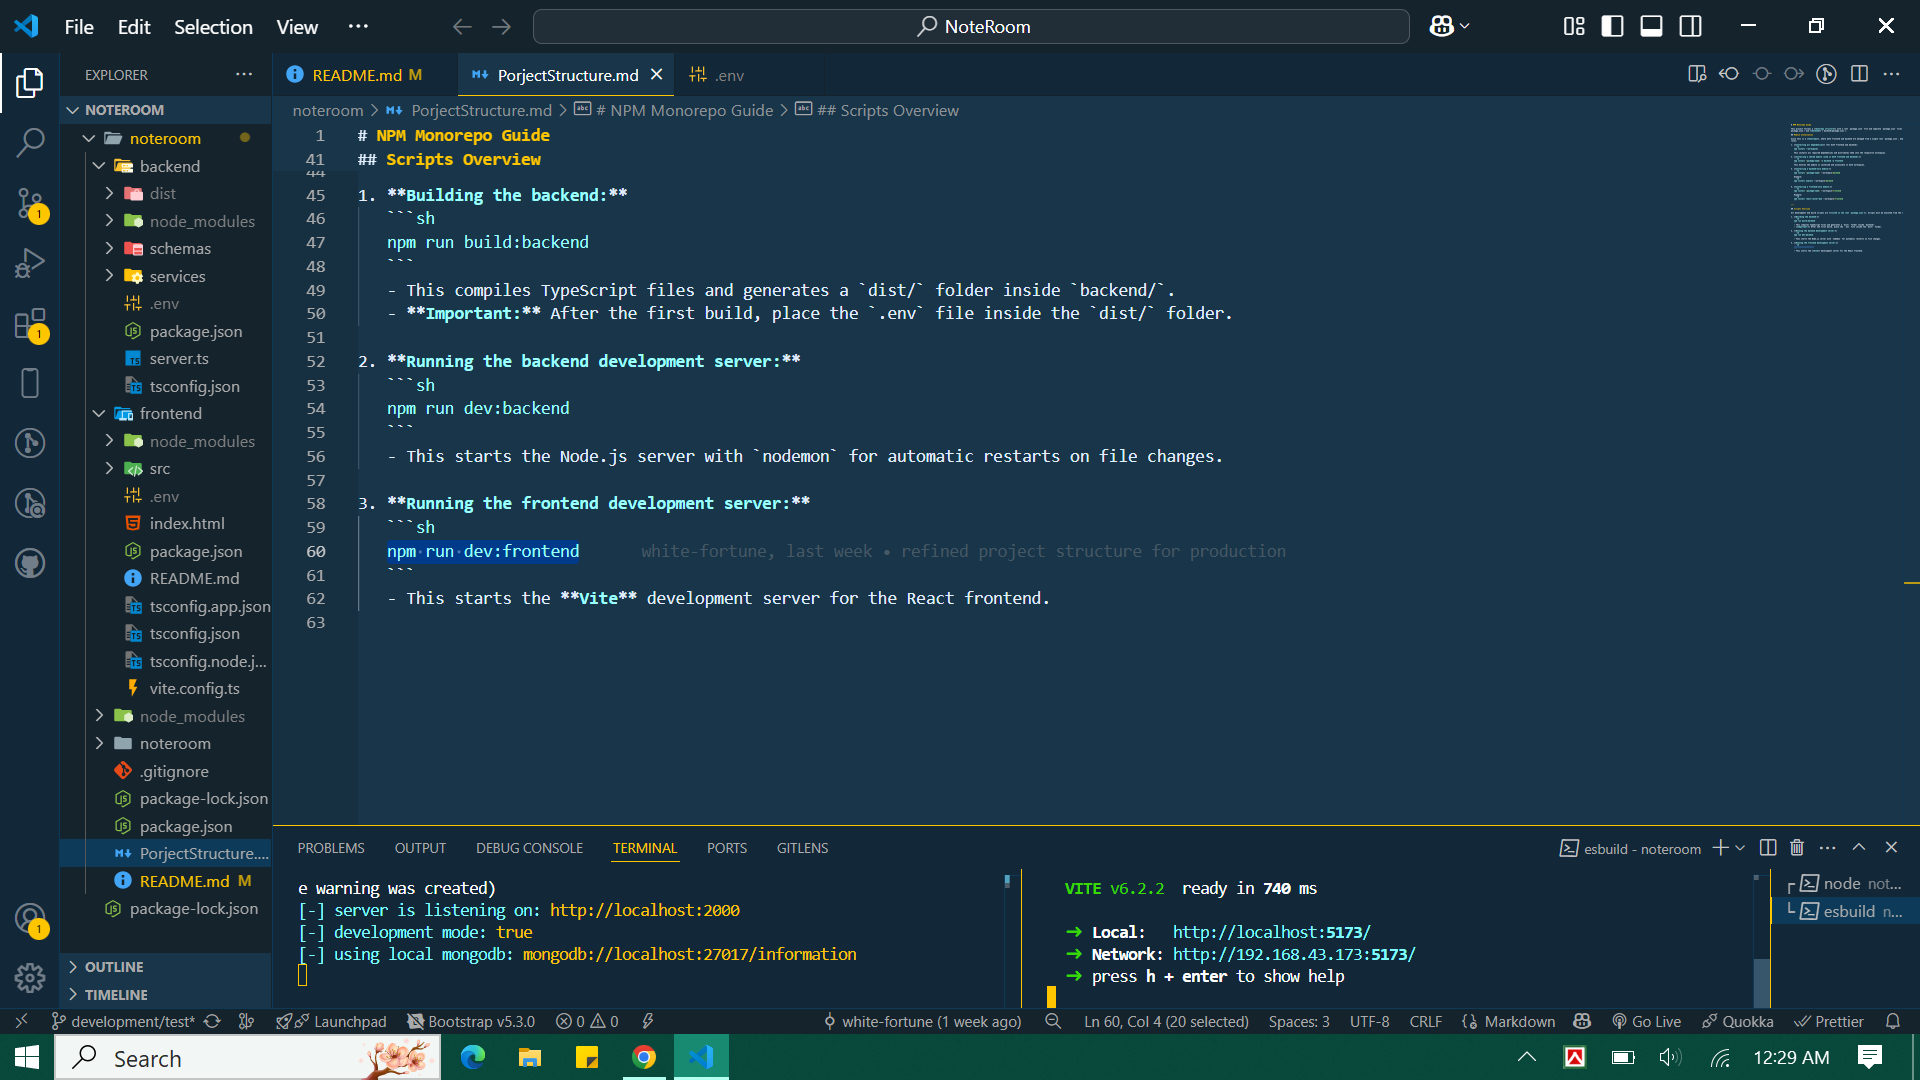 File Edit Selection View ···
NoteRoom
EXPLORER ···
README.md M
PorjectStructure.md
.env
noteroom > PorjectStructure.md > # NPM Monorepo Guide > ## Scripts Overview
NOTEROOM
noteroom
backend
dist
node_modules
schemas
services
.env
package.json
server.ts
tsconfig.json
frontend
node_modules
src
.env
index.html
package.json
README.md
tsconfig.app.json
tsconfig.json
tsconfig.node.j...
vite.config.ts
node_modules
noteroom
.gitignore
package-lock.json
package.json
PorjectStructure....
README.md M
package-lock.json
OUTLINE
TIMELINE
1 # NPM Monorepo Guide
41 ## Scripts Overview
44
45 1. **Building the backend:**
46 ```sh
47 npm run build:backend
48 ```
49 - This compiles TypeScript files and generates a `dist/` folder inside `backend/`.
50 - **Important:** After the first build, place the `.env` file inside the `dist/` folder.
51
52 2. **Running the backend development server:**
53 ```sh
54 npm run dev:backend
55 ```
56 - This starts the Node.js server with `nodemon` for automatic restarts on file changes.
57
58 3. **Running the frontend development server:**
59 ```sh
60 npm run dev:frontend white-fortune, last week • refined project structure for production
61 ```
62 - This starts the **Vite** development server for the React frontend.
63
PROBLEMS OUTPUT DEBUG CONSOLE TERMINAL PORTS GITLENS
esbuild - noteroom
e warning was created)
[-] server is listening on: http://localhost:2000
[-] development mode: true
[-] using local mongodb: mongodb://localhost:27017/information
VITE v6.2.2 ready in 740 ms
➜ Local: http://localhost:5173/
➜ Network: http://192.168.43.173:5173/
➜ press h + enter to show help
node not...
esbuild n...
development/test* Launchpad Bootstrap v5.3.0 0 0 white-fortune (1 week ago) Ln 60, Col 4 (20 selected) Spaces: 3 UTF-8 CRLF Markdown Go Live Quokka Prettier
Search
12:29 AM